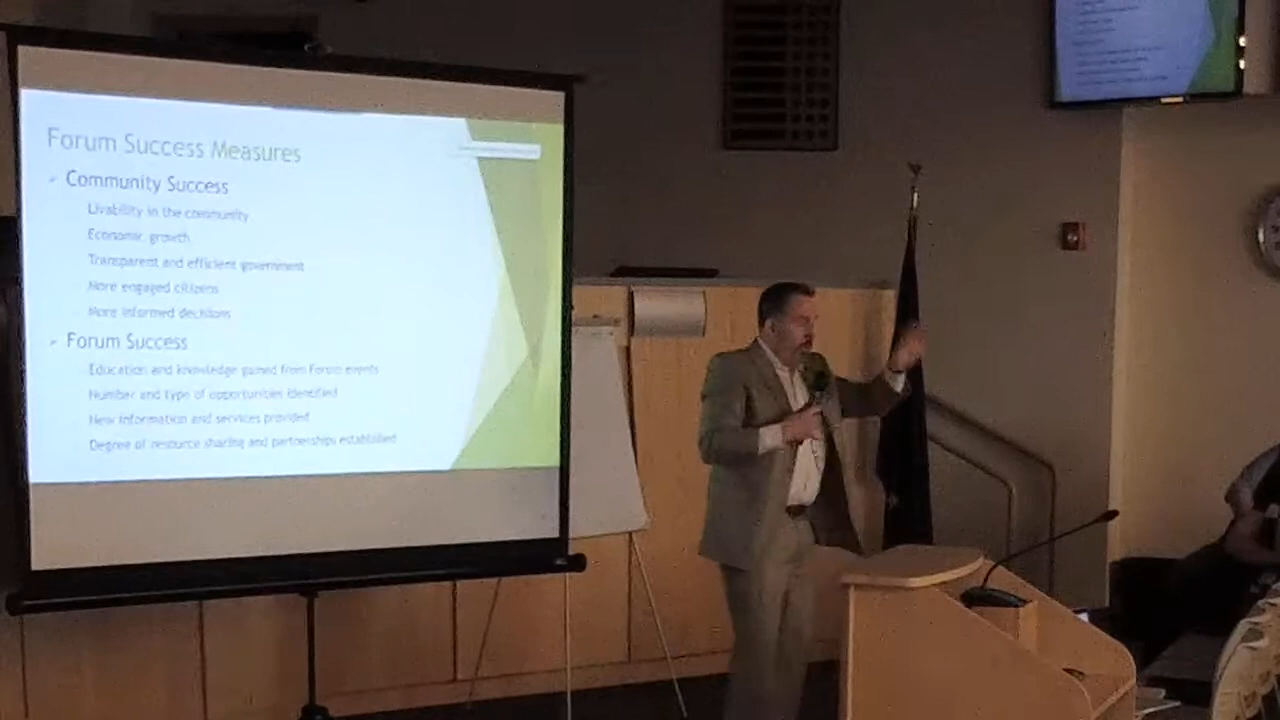 Forum Success Measures
Community Success
Livability in the community
Economic growth
Transparent and efficient government
More engaged citizens
More informed decisions
Forum Success
Education and knowledge gained from Forum events
Number and type of opportunities identified
New information and services provided
Degree of resource sharing and partnerships established